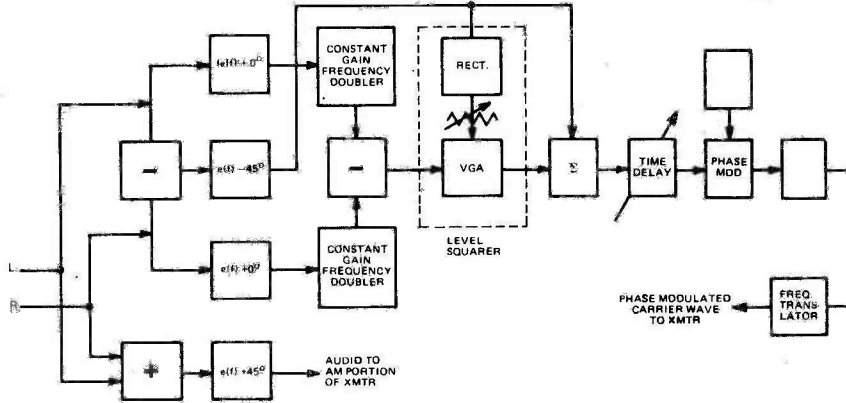 CONSTANT
GAIN
FREQUENCY
DOUBLER
RECT.
−
e(f) −45°
−
VGA
Σ
TIME
DELAY
PHASE
MOD
LEVEL
SQUARER
e(f) +0°
CONSTANT
GAIN
FREQUENCY
DOUBLER
L
R
PHASE MODULATED
CARRIER WAVE
TO XMTR
FREQ.
TRANS
LATOR
+
e(f) +45°
AUDIO TO
AM PORTION
OF XMTR